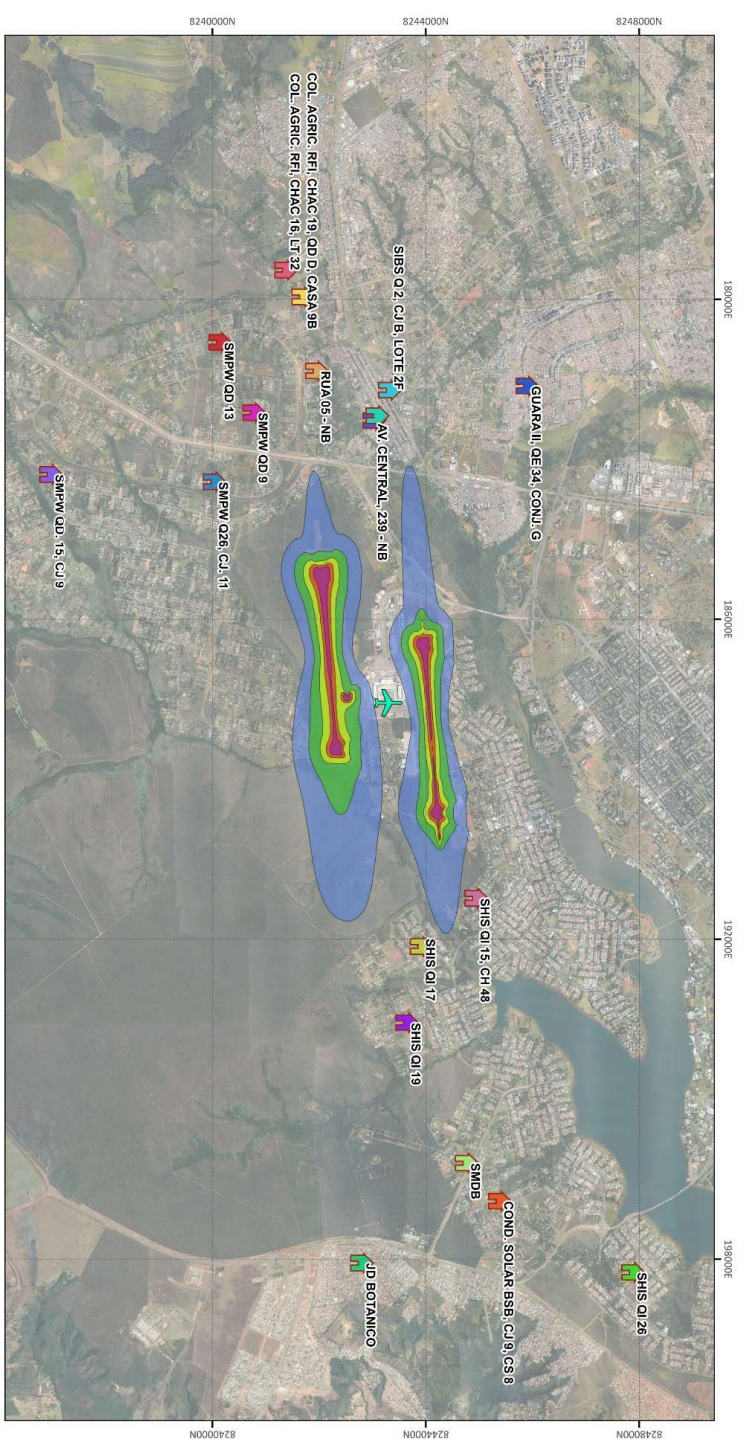 8240000N
8244000N
8248000N
180000E
186000E
192000E
198000E
COL. AGRIC. RFI, CHAC 19, QD D, CASA 9B
COL. AGRIC. RFI, CHAC 16, LT 32
SIBS Q 2, CJ B, LOTE 2F
GUARA II, QE 34, CONJ. G
RUA 05 - NB
AV. CENTRAL, 239 - NB
SMPW QD 13
SMPW QD 9
SMPW Q26, CJ. 11
SMPW QD. 15, CJ 9
SHIS QI 15, CH 48
SHIS QI 17
SHIS QI 19
SMDB
COND. SOLAR BSB, CJ 9, CS 8
JD BOTANICO
SHIS QI 26
8240000N
8244000N
8248000N